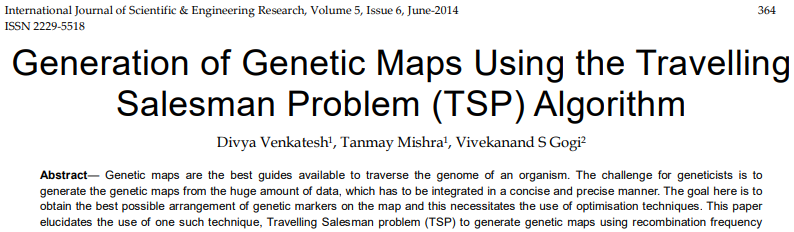 International Journal of Scientific & Engineering Research, Volume 5, Issue 6, June-2014 364
ISSN 2229-5518
Generation of Genetic Maps Using the Travelling
Salesman Problem (TSP) Algorithm
Divya Venkatesh¹, Tanmay Mishra¹, Vivekanand S Gogi²
Abstract— Genetic maps are the best guides available to traverse the genome of an organism. The challenge for geneticists is to
generate the genetic maps from the huge amount of data, which has to be integrated in a concise and precise manner. The goal here is to
obtain the best possible arrangement of genetic markers on the map and this necessitates the use of optimisation techniques. This paper
elucidates the use of one such technique, Travelling Salesman problem (TSP) to generate genetic maps using recombination frequency